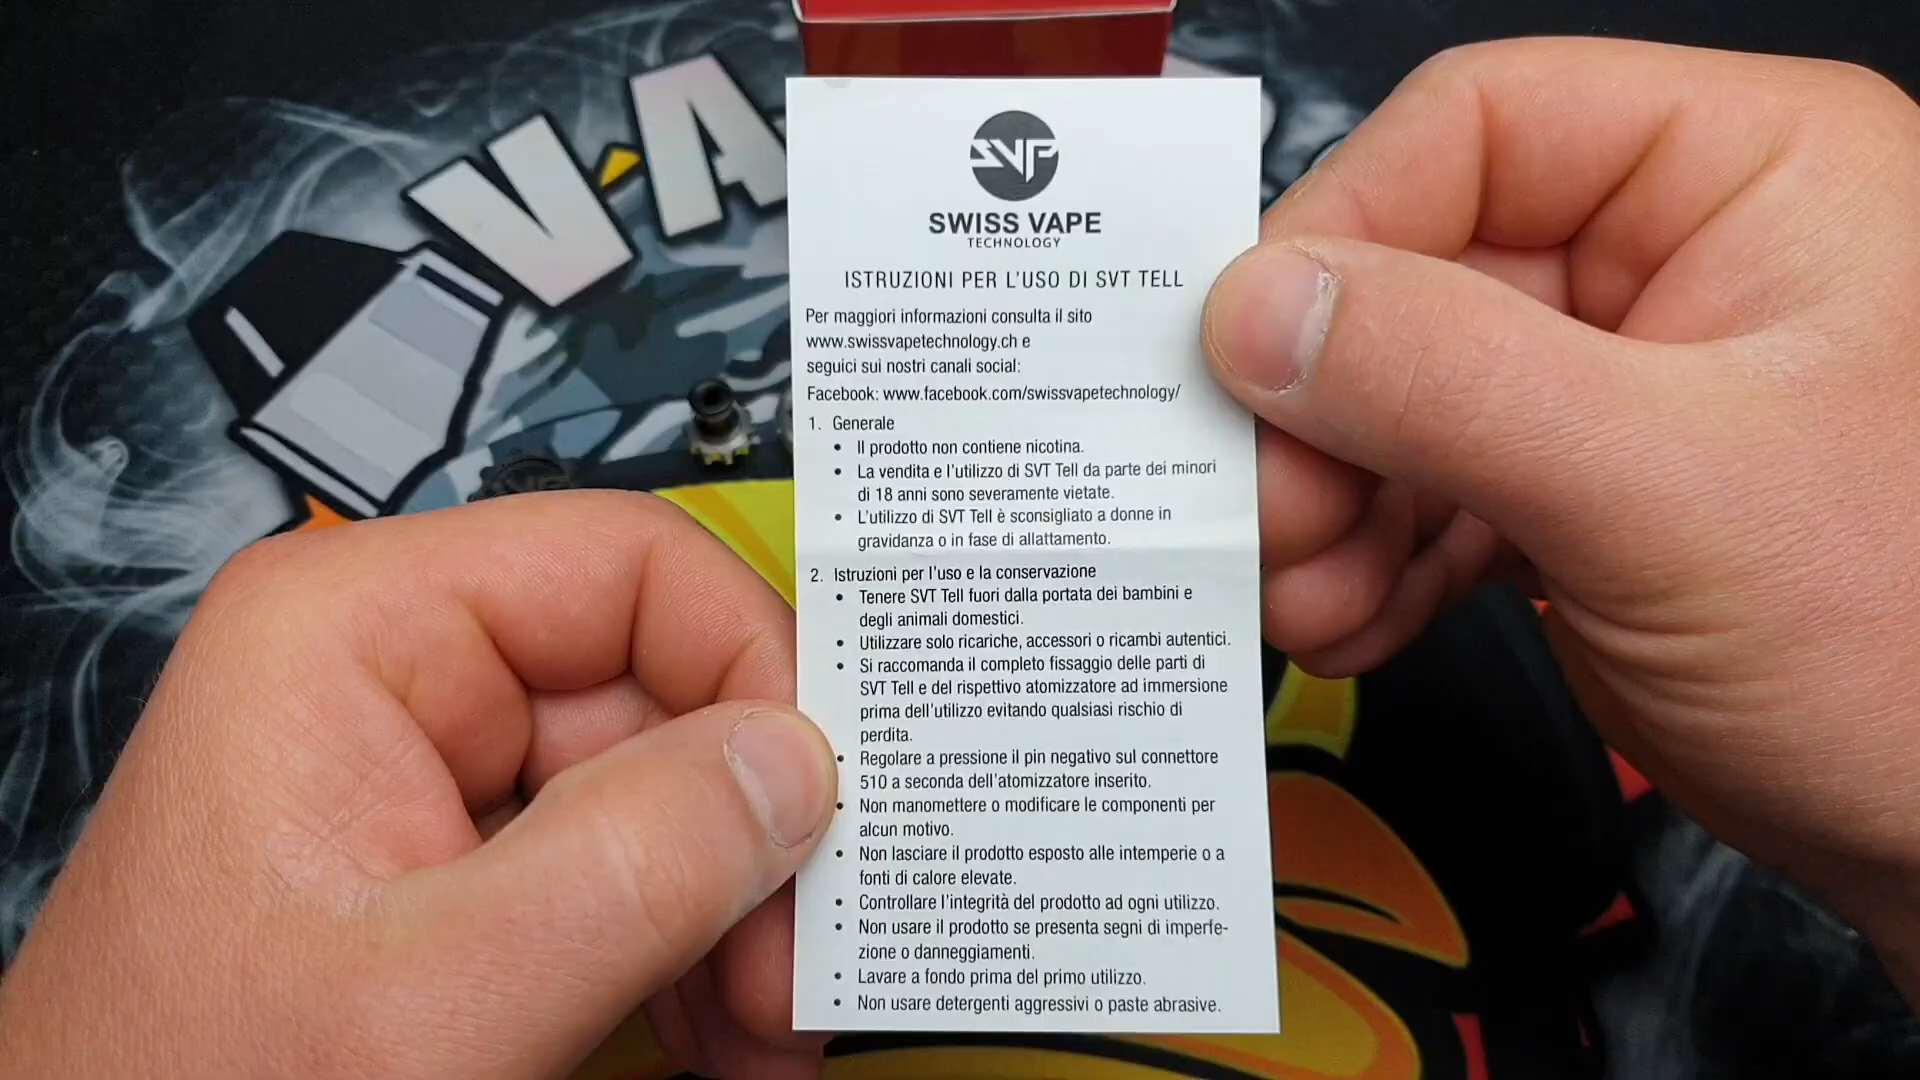 V-A
SVP
SWISS VAPE
TECHNOLOGY
ISTRUZIONI PER L'USO DI SVT TELL
Per maggiori informazioni consulta il sito
www.swissvapetechnology.ch e
seguici sui nostri canali social:
Facebook: www.facebook.com/swissvapetechnology/
1. Generale
• Il prodotto non contiene nicotina.
• La vendita e l'utilizzo di SVT Tell da parte dei minori
di 18 anni sono severamente vietate.
• L'utilizzo di SVT Tell è sconsigliato a donne in
gravidanza o in fase di allattamento.
2. Istruzioni per l'uso e la conservazione
• Tenere SVT Tell fuori dalla portata dei bambini e
degli animali domestici.
• Utilizzare solo ricariche, accessori o ricambi autentici.
• Si raccomanda il completo fissaggio delle parti di
SVT Tell e del rispettivo atomizzatore ad immersione
prima dell'utilizzo evitando qualsiasi rischio di
perdita.
• Regolare a pressione il pin negativo sul connettore
510 a seconda dell'atomizzatore inserito.
• Non manomettere o modificare le componenti per
alcun motivo.
• Non lasciare il prodotto esposto alle intemperie o a
fonti di calore elevate.
• Controllare l'integrità del prodotto ad ogni utilizzo.
• Non usare il prodotto se presenta segni di imperfe-
zione o danneggiamenti.
• Lavare a fondo prima del primo utilizzo.
• Non usare detergenti aggressivi o paste abrasive.